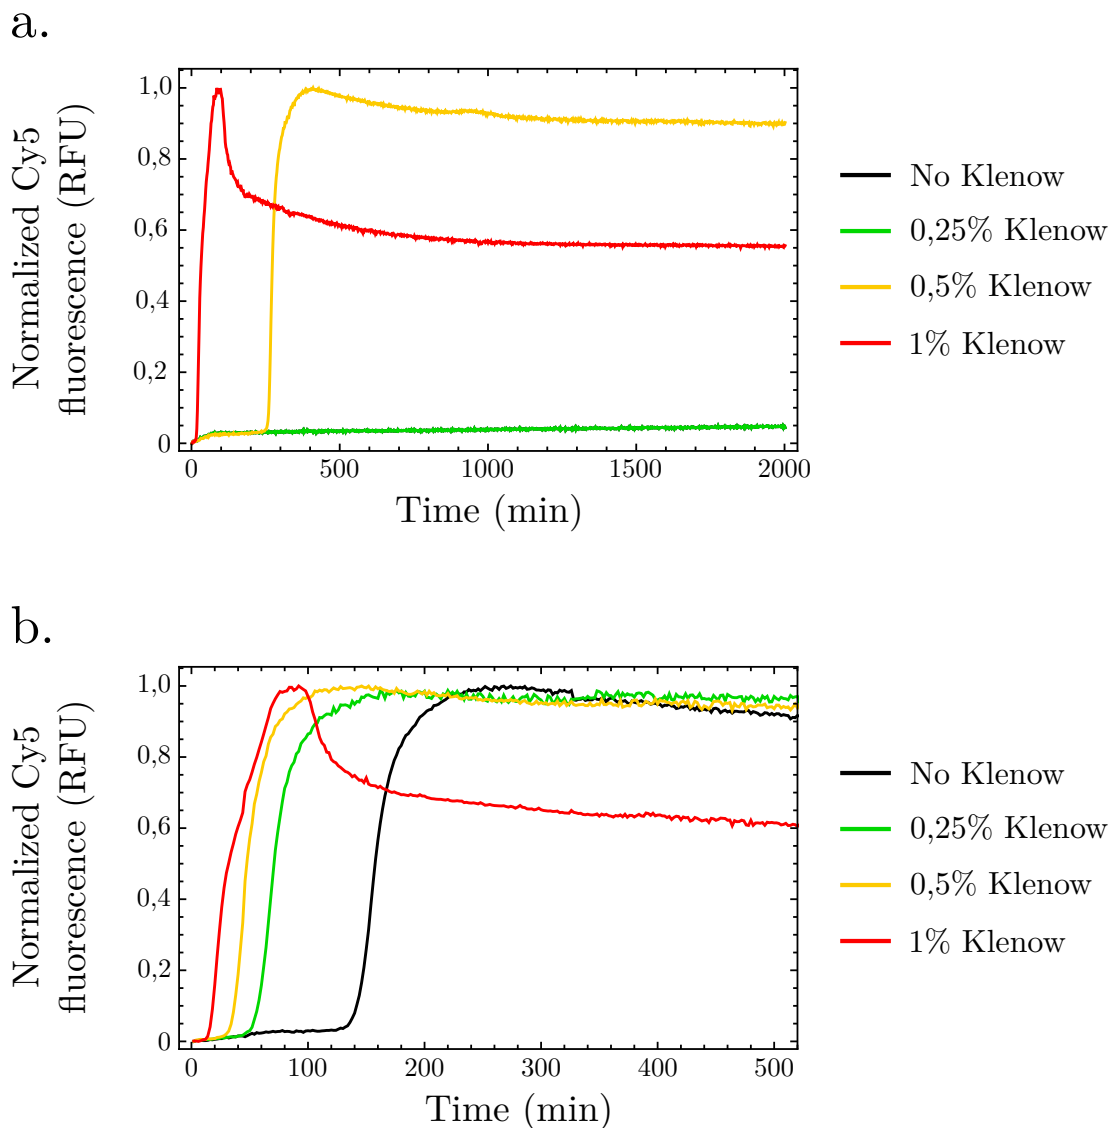 a.
Normalized Cy5
fluorescence (RFU)
1,0
0,8
0,6
0,4
0,2
0
0 500 1000 1500 2000
Time (min)
No Klenow
0,25% Klenow
0,5% Klenow
1% Klenow
b.
Normalized Cy5
fluorescence (RFU)
1,0
0,8
0,6
0,4
0,2
0
0 100 200 300 400 500
Time (min)
No Klenow
0,25% Klenow
0,5% Klenow
1% Klenow